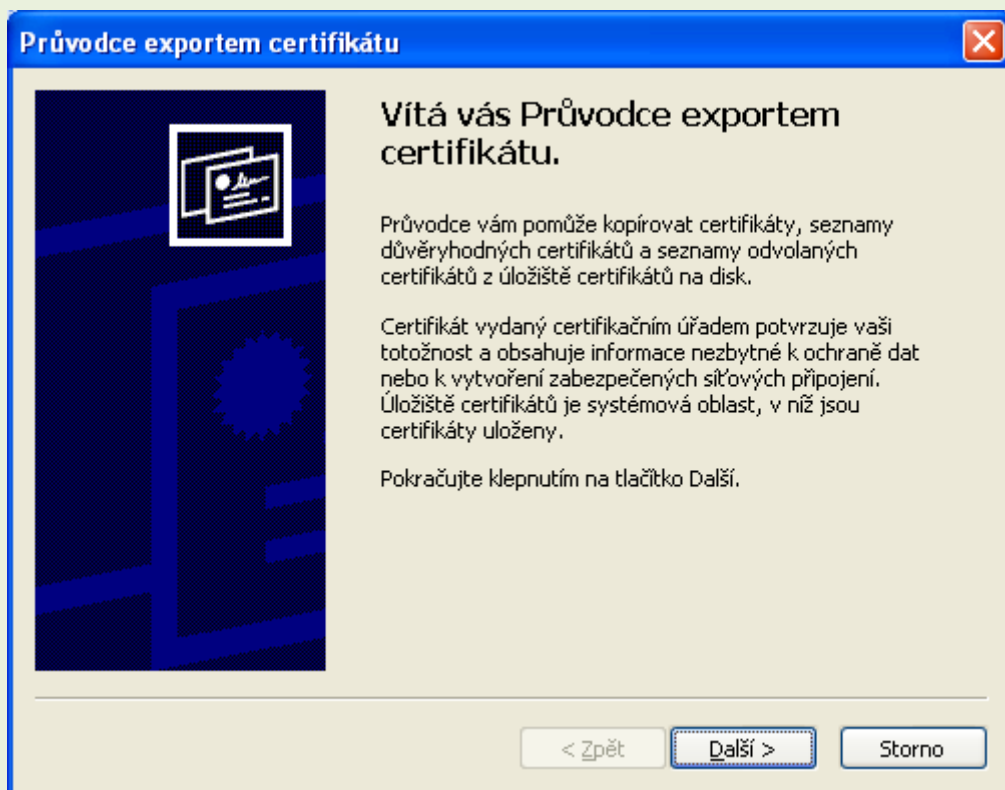 Průvodce exportem certifikátu
Vítá vás Průvodce exportem
certifikátu.
Průvodce vám pomůže kopírovat certifikáty, seznamy
důvěryhodných certifikátů a seznamy odvolaných
certifikátů z úložiště certifikátů na disk.
Certifikát vydaný certifikačním úřadem potvrzuje vaši
totožnost a obsahuje informace nezbytné k ochraně dat
nebo k vytvoření zabezpečených síťových připojení.
Úložiště certifikátů je systémová oblast, v níž jsou
certifikáty uloženy.
Pokračujte klepnutím na tlačítko Další.
< Zpět
Další >
Storno